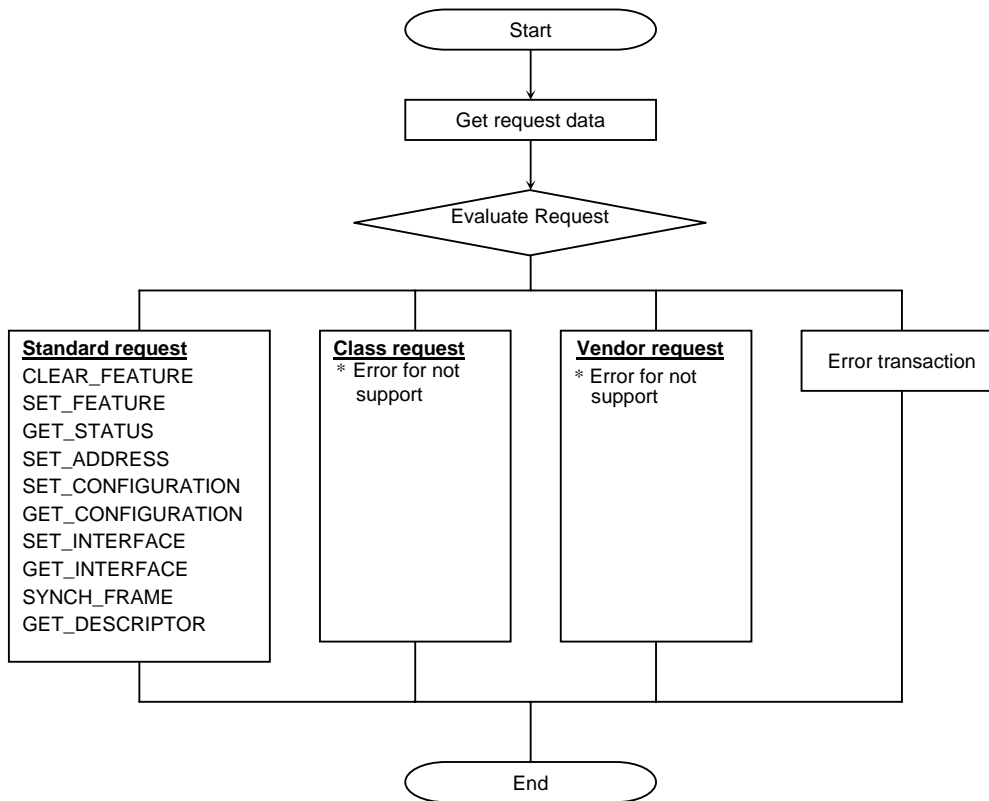 Start
Get request data
Evaluate Request
Standard request
CLEAR_FEATURE
SET_FEATURE
GET_STATUS
SET_ADDRESS
SET_CONFIGURATION
GET_CONFIGURATION
SET_INTERFACE
GET_INTERFACE
SYNCH_FRAME
GET_DESCRIPTOR
Class request
* Error for not
support
Vendor request
* Error for not
support
Error transaction
End